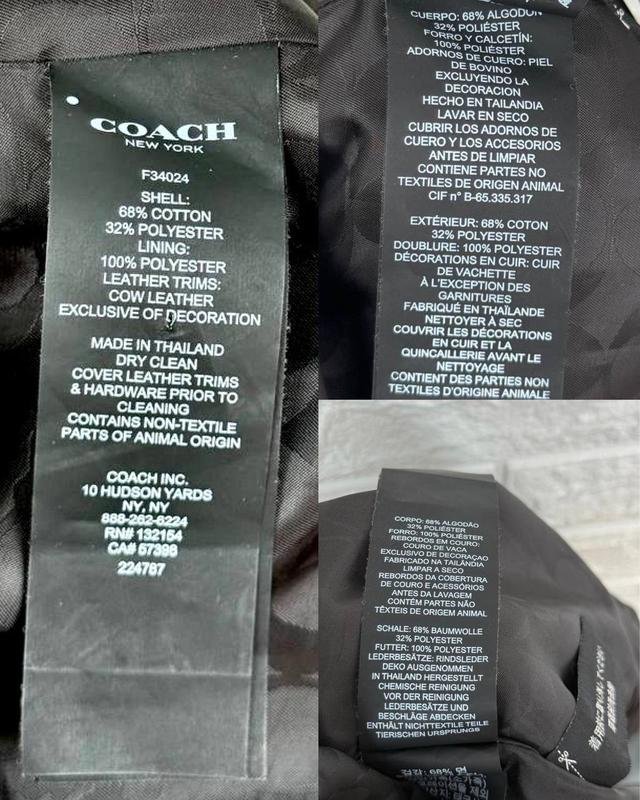 COACH
NEW YORK
F34024
SHELL:
68% COTTON
32% POLYESTER
LINING:
100% POLYESTER
LEATHER TRIMS:
COW LEATHER
EXCLUSIVE OF DECORATION
MADE IN THAILAND
DRY CLEAN
COVER LEATHER TRIMS
& HARDWARE PRIOR TO
CLEANING
CONTAINS NON-TEXTILE
PARTS OF ANIMAL ORIGIN
COACH INC.
10 HUDSON YARDS
NY, NY
888-262-6224
RN# 132154
CA# 57398
224787
CUERPO: 68% ALGODUN
32% POLIÉSTER
FORRO Y CALCETÍN:
100% POLIÉSTER
ADORNOS DE CUERO: PIEL
DE BOVINO
EXCLUYENDO LA
DECORACION
HECHO EN TAILANDIA
LAVAR EN SECO
CUBRIR LOS ADORNOS DE
CUERO Y LOS ACCESORIOS
ANTES DE LIMPIAR
CONTIENE PARTES NO
TEXTILES DE ORIGEN ANIMAL
CIF nº B-65.335.317
EXTÉRIEUR: 68% COTON
32% POLYESTER
DOUBLURE: 100% POLYESTER
DÉCORATIONS EN CUIR: CUIR
DE VACHETTE
À L'EXCEPTION DES
GARNITURES
FABRIQUÉ EN THAÏLANDE
NETTOYER À SEC
COUVRIR LES DÉCORATIONS
EN CUIR ET LA
QUINCAILLERIE AVANT LE
NETTOYAGE
CONTIENT DES PARTIES NON
TEXTILES D'ORIGINE ANIMALE
CORPO: 68% ALGODÃO
32% POLIÉSTER
FORRO: 100% POLIÉSTER
REBORDOS EM COURO:
COURO DE VACA
EXCLUSIVO DE DECORAÇAO
FABRICADO NA TAILÂNDIA
LIMPAR A SECO
REBORDOS DA COBERTURA
DE COURO E ACESSÓRIOS
ANTES DA LAVAGEM
CONTÉM PARTES NÃO
TÊXTEIS DE ORIGEM ANIMAL
SCHALE: 68% BAUMWOLLE
32% POLYESTER
FUTTER: 100% POLYESTER
LEDERBESÄTZE: RINDSLEDER
DEKO AUSGENOMMEN
IN THAILAND HERGESTELLT
CHEMISCHE REINIGUNG
VOR DER REINIGUNG
LEDERBESÄTZE UND
BESCHLÄGE ABDECKEN
ENTHÄLT NICHTTEXTILE TEILE
TIERISCHEN URSPRUNGS
겉감: 68% 면